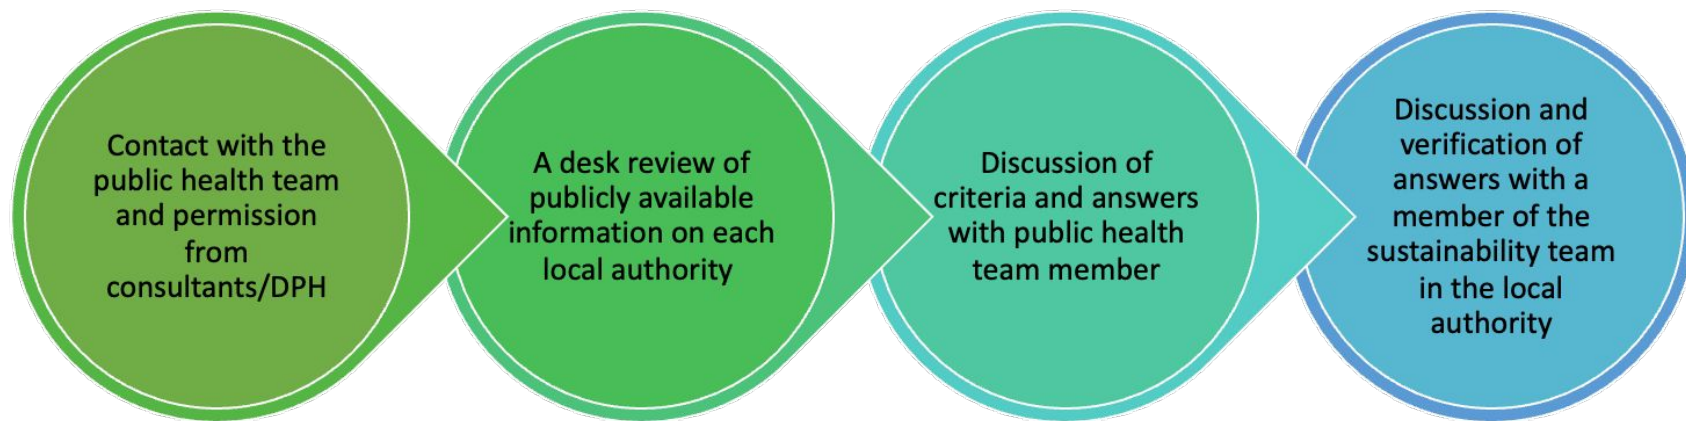 Contact with the
public health team
and permission
from
consultants/DPH
A desk review of
publicly available
information on each
local authority
Discussion of
criteria and answers
with public health
team member
Discussion and
verification of
answers with a
member of the
sustainability team
in the local
authority